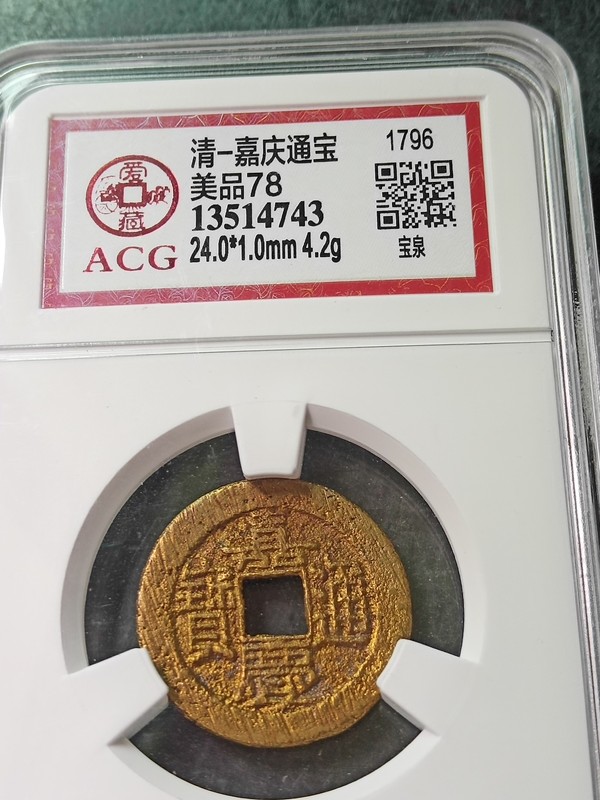 清-嘉庆通宝
1796
美品78
13514743
24.0*1.0mm 4.2g
宝泉
爱
藏
ACG
嘉
慶
通
寶